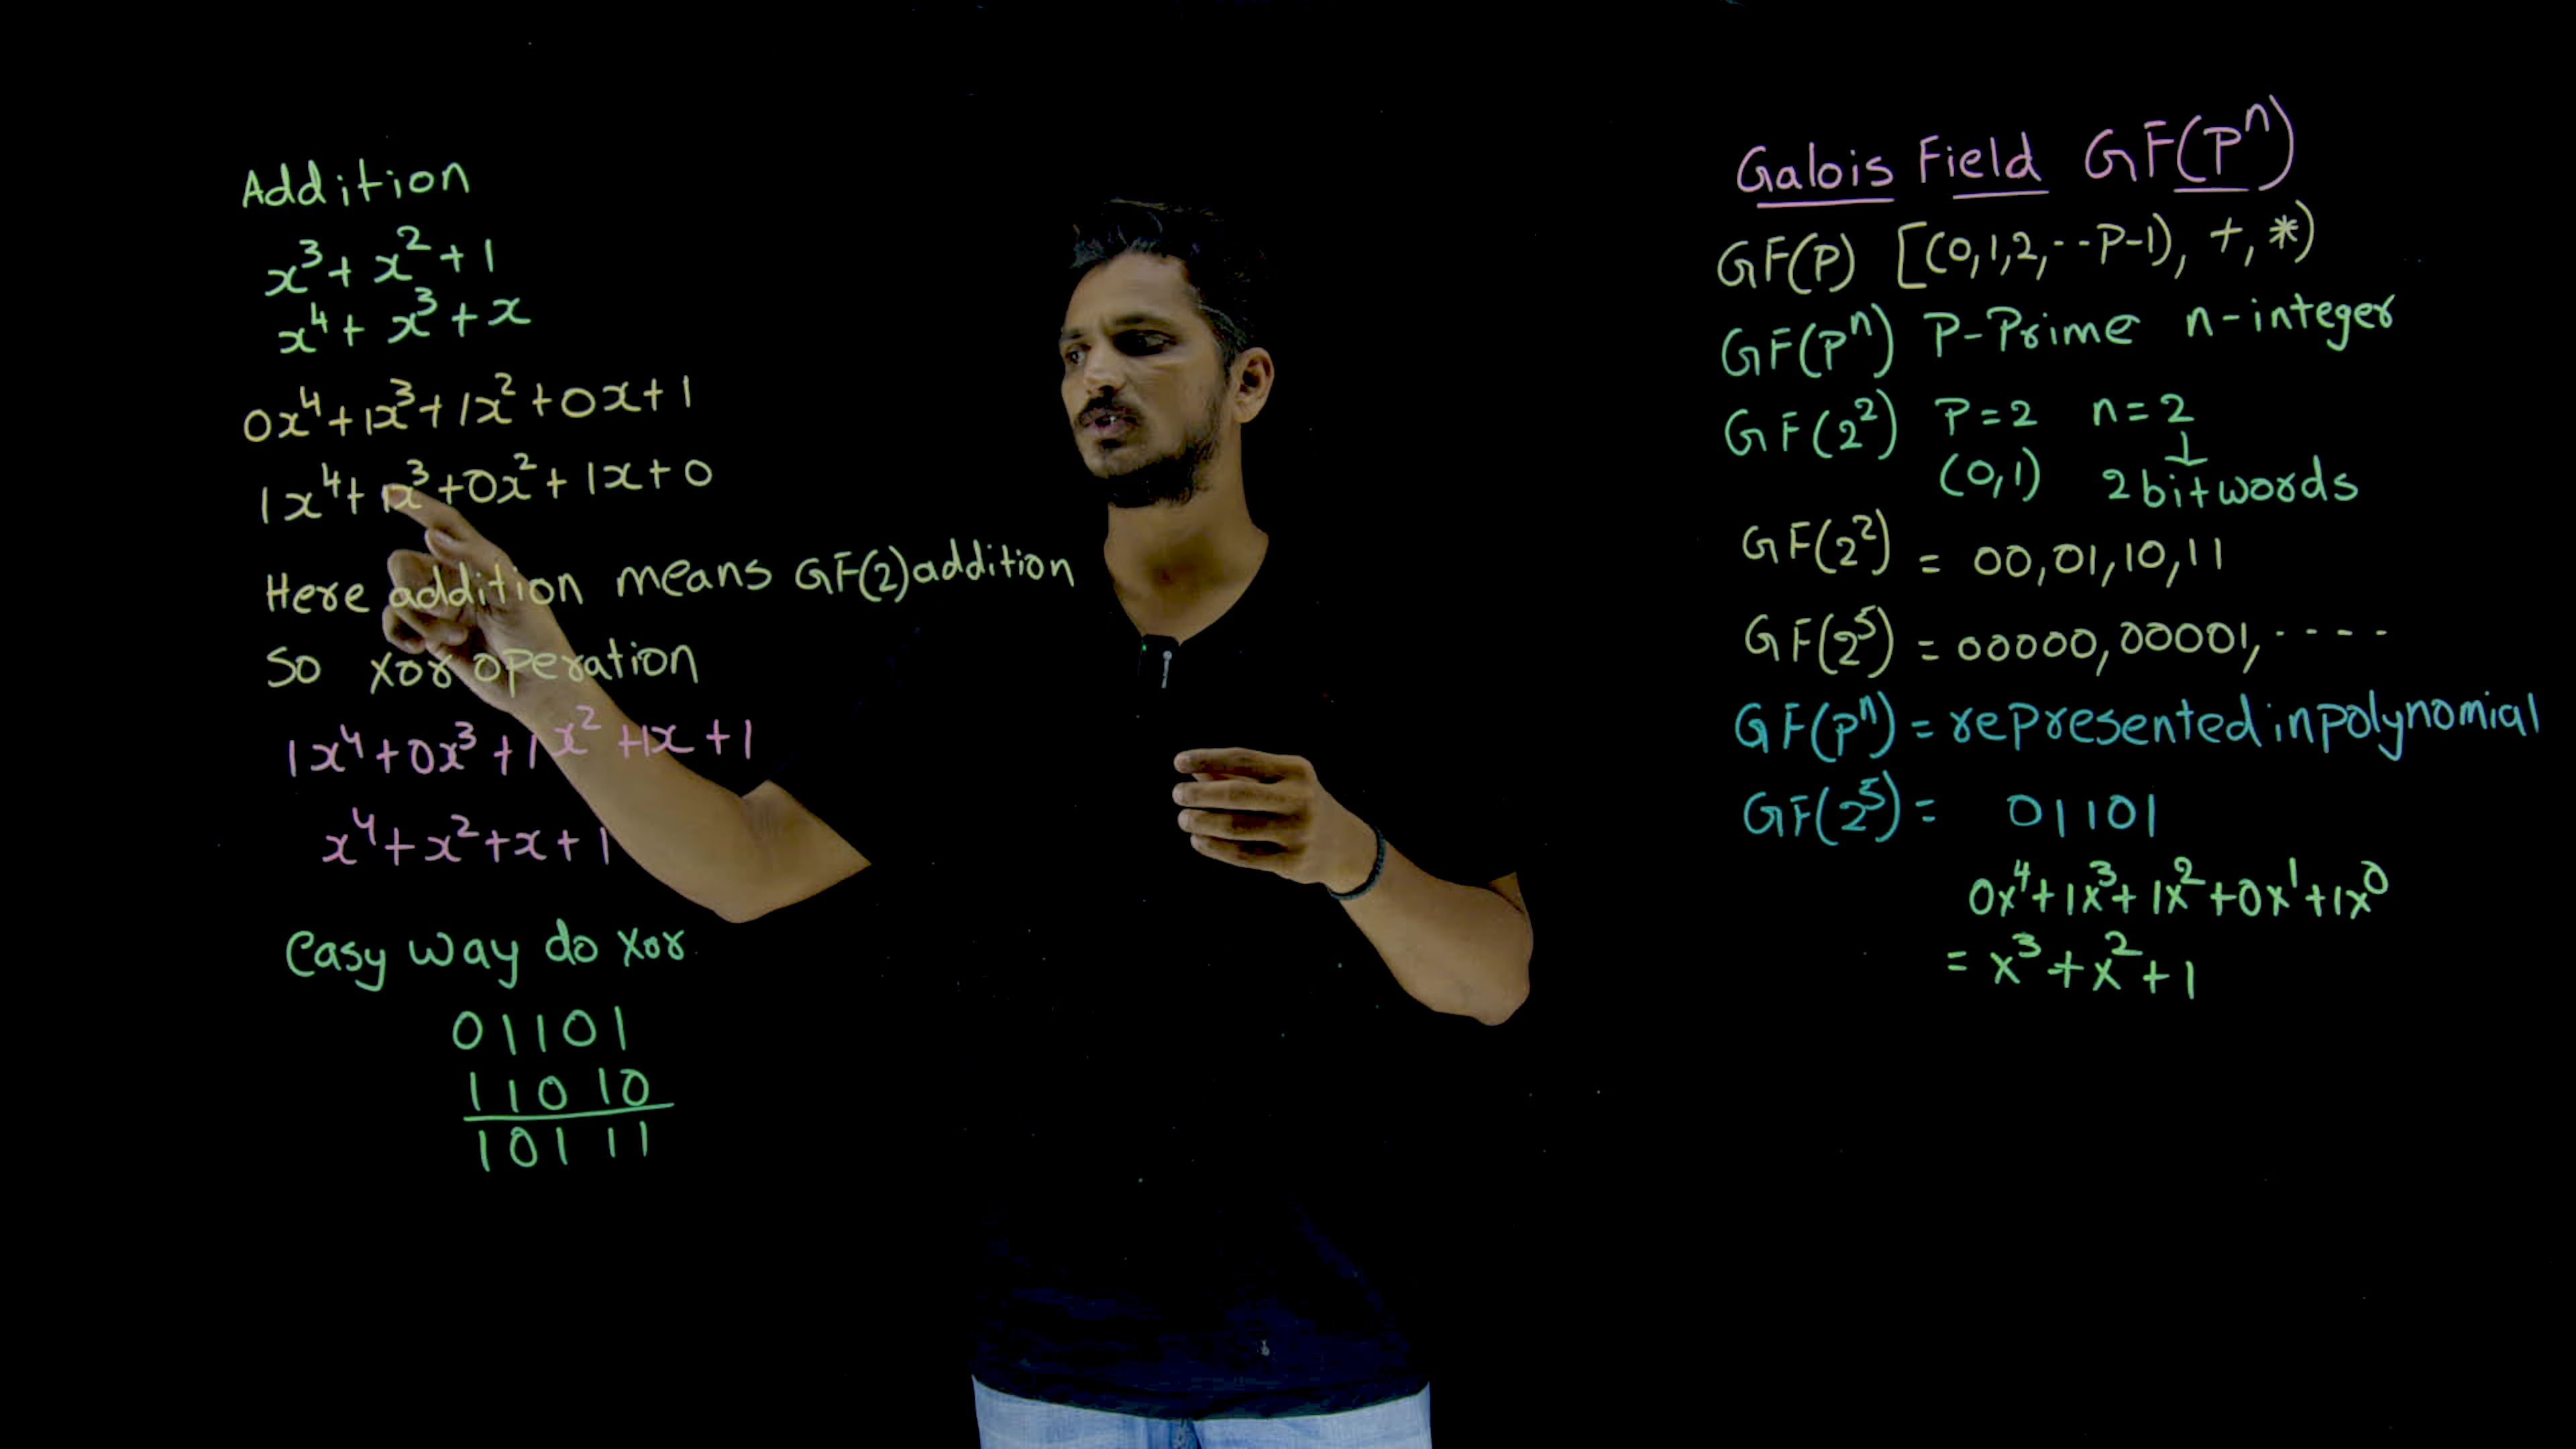 Addition
x³ + x² + 1
x⁴ + x³ + x
0x⁴ + 1x³ + 1x² + 0x + 1
1x⁴ + 1x³ + 0x² + 1x + 0
Here addition means GF(2) addition
So xor operation
1x⁴ + 0x³ + 1x² + 1x + 1
x⁴ + x² + x + 1
easy way do xor
01101
11010
10111
Galois Field GF(Pⁿ)
GF(P) [(0,1,2,--P-1), +, *)
GF(Pⁿ) P-Prime n-integer
GF(2²) P=2 n=2
↓
(0,1) 2 bit words
GF(2²) = 00,01,10,11
GF(2⁵) = 00000,00001,----
GF(Pⁿ) = represented in polynomial
GF(2⁵) = 01101
0x⁴ + 1x³ + 1x² + 0x¹ + 1x⁰
= x³ + x² + 1